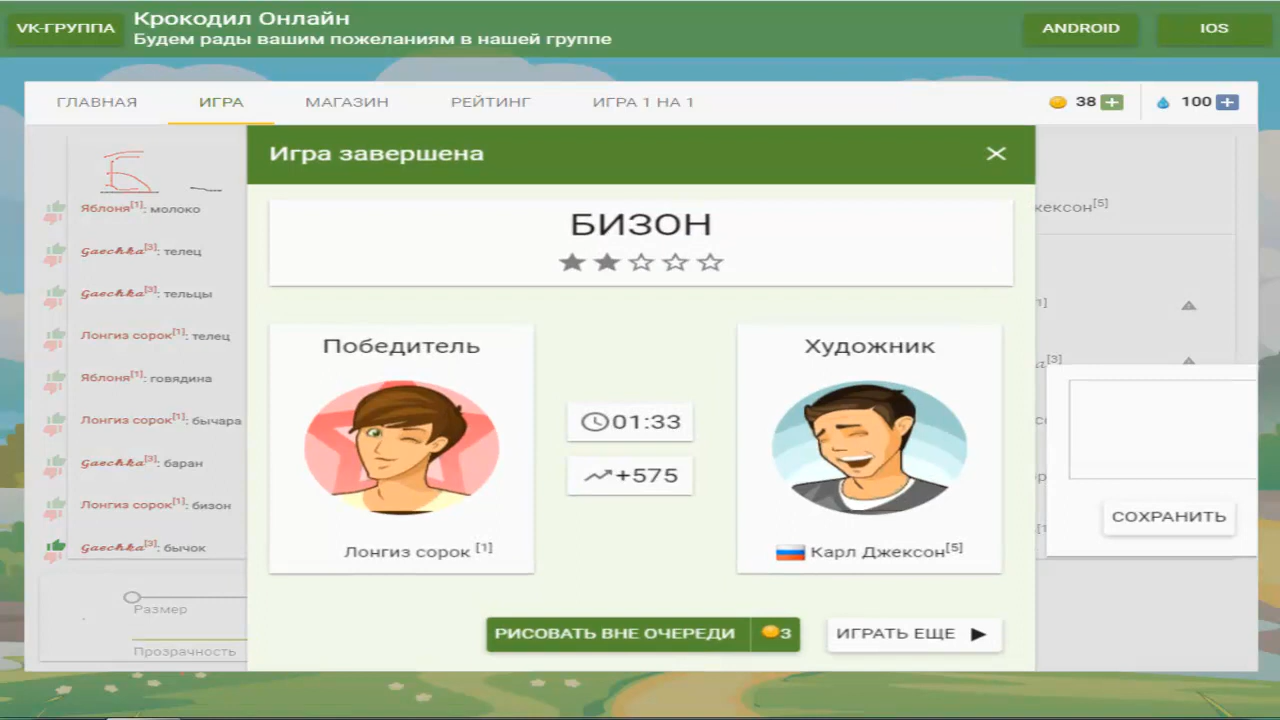 VK-ГРУППА
Крокодил Онлайн
Будем рады вашим пожеланиям в нашей группе
ANDROID
IOS
ГЛАВНАЯ ИГРА МАГАЗИН РЕЙТИНГ ИГРА 1 НА 1 38 100
Игра завершена
БИЗОН
Б
Яблоня[1]: молоко
Gaechka[3]: телец
Gaechka[3]: тельцы
Лонгиз сорок[1]: телец
Яблоня[1]: говядина
Лонгиз сорок[1]: бычара
Gaechka[3]: баран
Лонгиз сорок[1]: бизон
Gaechka[3]: бычок
Размер
Прозрачность
Победитель
Лонгиз сорок [1]
01:33
+575
Художник
Карл Джексон[5]
РИСОВАТЬ ВНЕ ОЧЕРЕДИ 3
ИГРАТЬ ЕЩЕ
жексон[5]
1]
а[3]
СОХРАНИТЬ